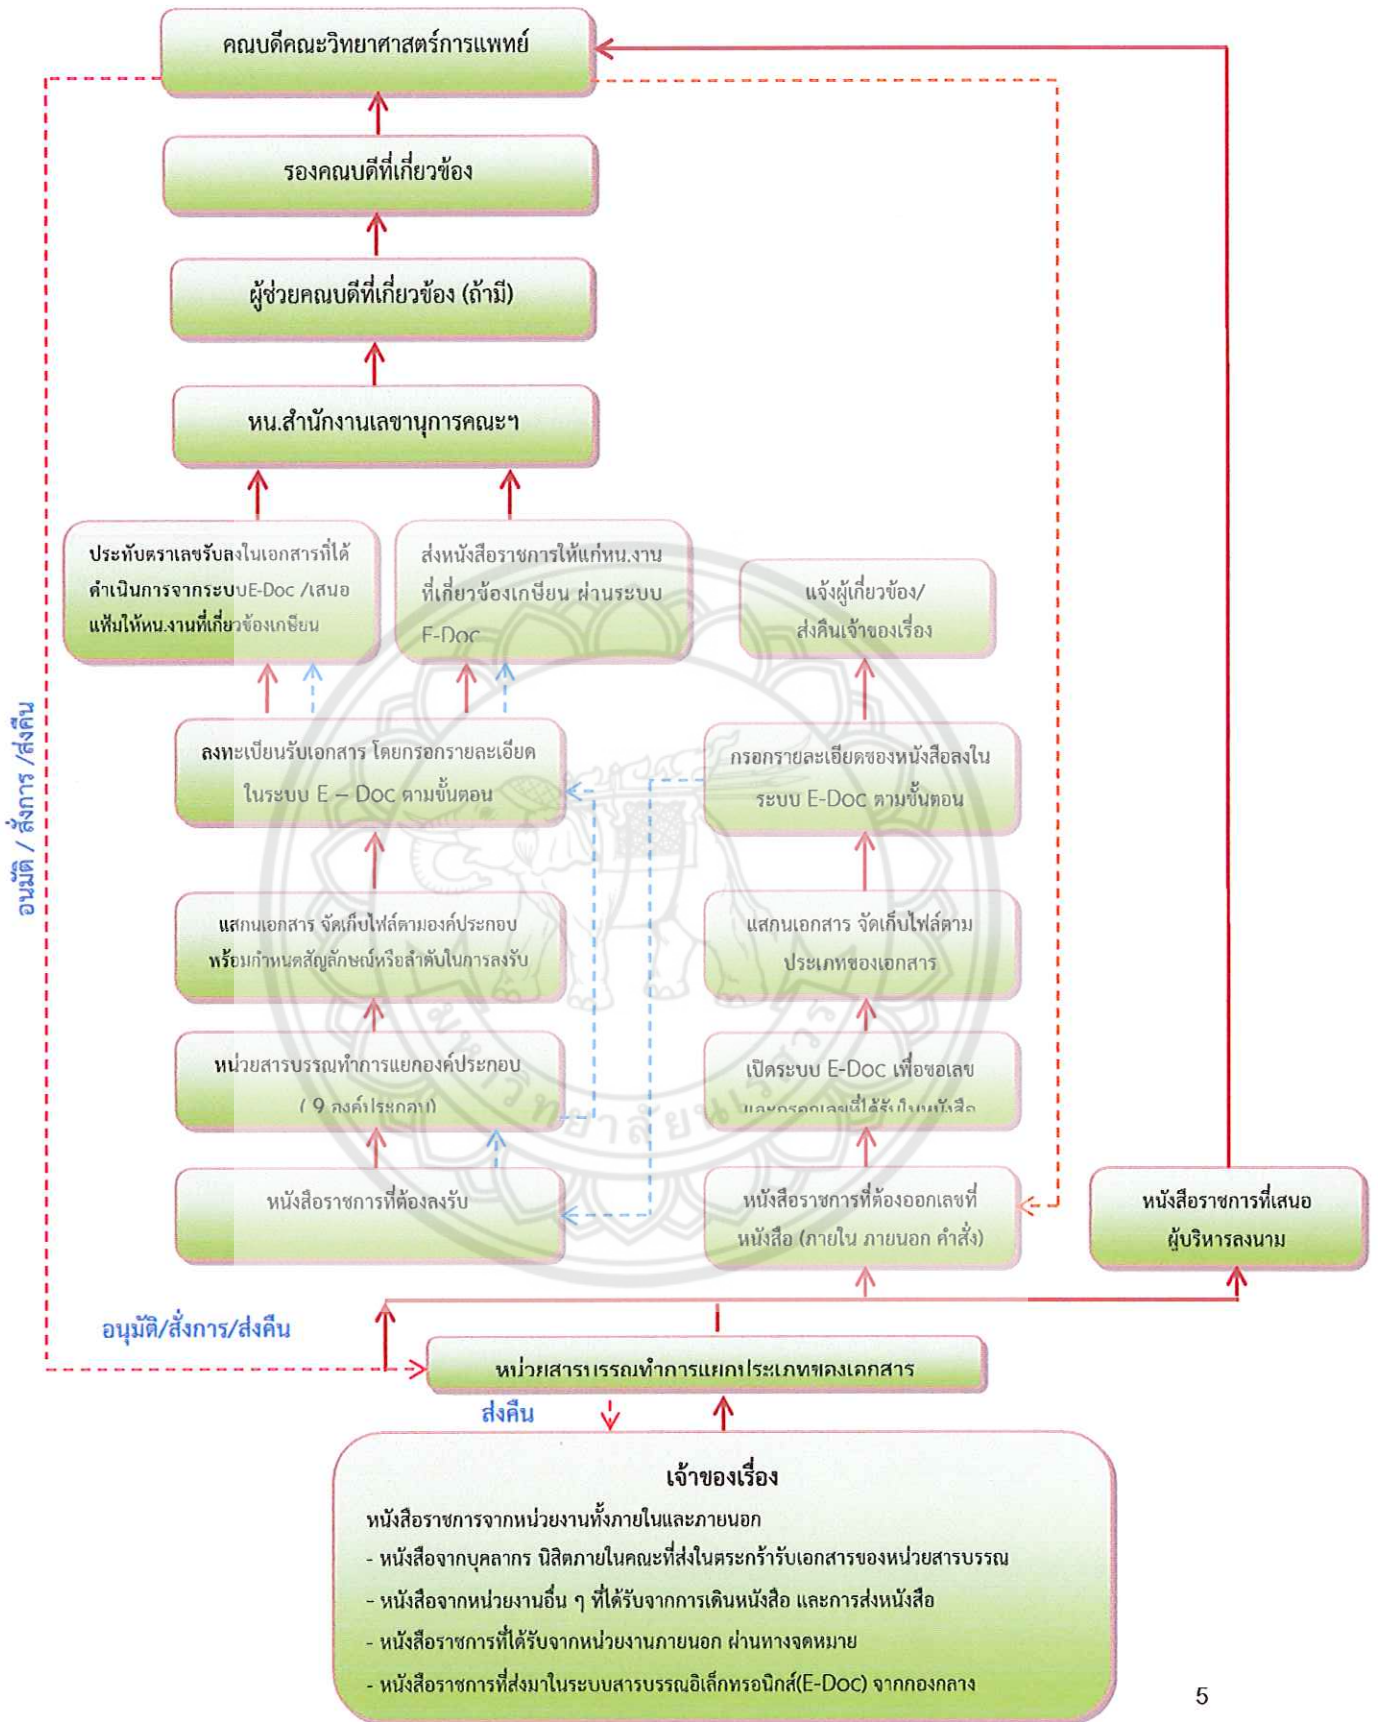 คณบดีคณะวิทยาศาสตร์การแพทย์
รองคณบดีที่เกี่ยวข้อง
ผู้ช่วยคณบดีที่เกี่ยวข้อง (ถ้ามี)
หน.สำนักงานเลขานุการคณะฯ
ประทับตราเลขรับลงในเอกสารที่ได้
ดำเนินการจากระบบE-Doc /เสนอ
แฟ้มให้หน.งานที่เกี่ยวข้องเกษียน
ส่งหนังสือราชการให้แก่หน.งาน
ที่เกี่ยวข้องเกษียน ผ่านระบบ
E-Doc
แจ้งผู้เกี่ยวข้อง/
ส่งคืนเจ้าของเรื่อง
อนุมัติ / สั่งการ /ส่งคืน
ลงทะเบียนรับเอกสาร โดยกรอกรายละเอียด
ในระบบ E – Doc ตามขั้นตอน
กรอกรายละเอียดของหนังสือลงใน
ระบบ E-Doc ตามขั้นตอน
แสกนเอกสาร จัดเก็บไฟล์ตามองค์ประกอบ
พร้อมกำหนดสัญลักษณ์หรือลำดับในการลงรับ
แสกนเอกสาร จัดเก็บไฟล์ตาม
ประเภทของเอกสาร
หน่วยสารบรรณทำการแยกองค์ประกอบ
( 9 องค์ประกอบ)
เปิดระบบ E-Doc เพื่อขอเลข
และกรอกเลขที่ได้รับในหนังสือ
มหาวิทยาลัยนเรศวร
หนังสือราชการที่ต้องลงรับ
หนังสือราชการที่ต้องออกเลขที่
หนังสือ (ภายใน ภายนอก คำสั่ง)
หนังสือราชการที่เสนอ
ผู้บริหารลงนาม
อนุมัติ/สั่งการ/ส่งคืน
หน่วยสารบรรณทำการแยกประเภทของเอกสาร
ส่งคืน
เจ้าของเรื่อง
หนังสือราชการจากหน่วยงานทั้งภายในและภายนอก
- หนังสือจากบุคลากร นิสิตภายในคณะที่ส่งในตระกร้ารับเอกสารของหน่วยสารบรรณ
- หนังสือจากหน่วยงานอื่น ๆ ที่ได้รับจากการเดินหนังสือ และการส่งหนังสือ
- หนังสือราชการที่ได้รับจากหน่วยงานภายนอก ผ่านทางจดหมาย
- หนังสือราชการที่ส่งมาในระบบสารบรรณอิเล็กทรอนิกส์(E-Doc) จากกองกลาง
5